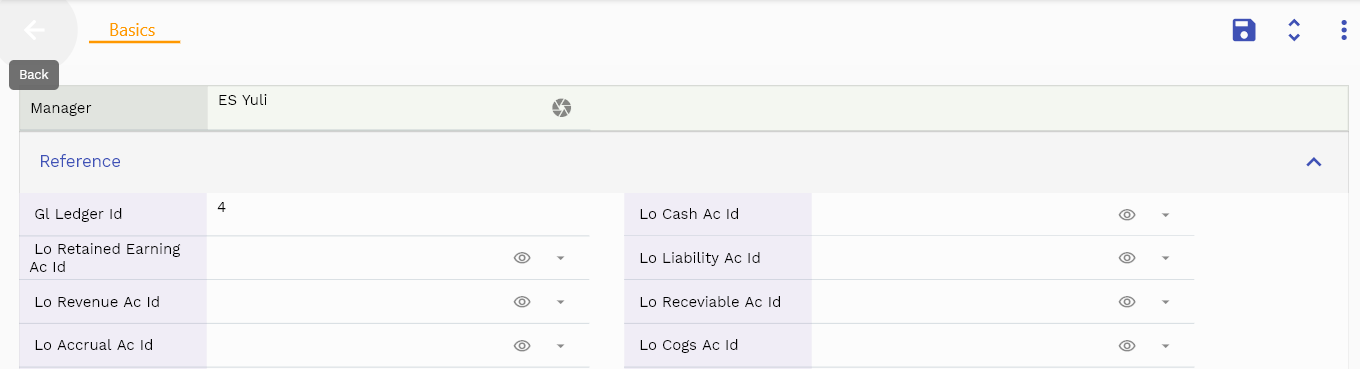 Basics
Back
Manager
ES Yuli
Reference
Gl Ledger Id
4
Lo Cash Ac Id
Lo Retained Earning
Ac Id
Lo Liability Ac Id
Lo Revenue Ac Id
Lo Receviable Ac Id
Lo Accrual Ac Id
Lo Cogs Ac Id